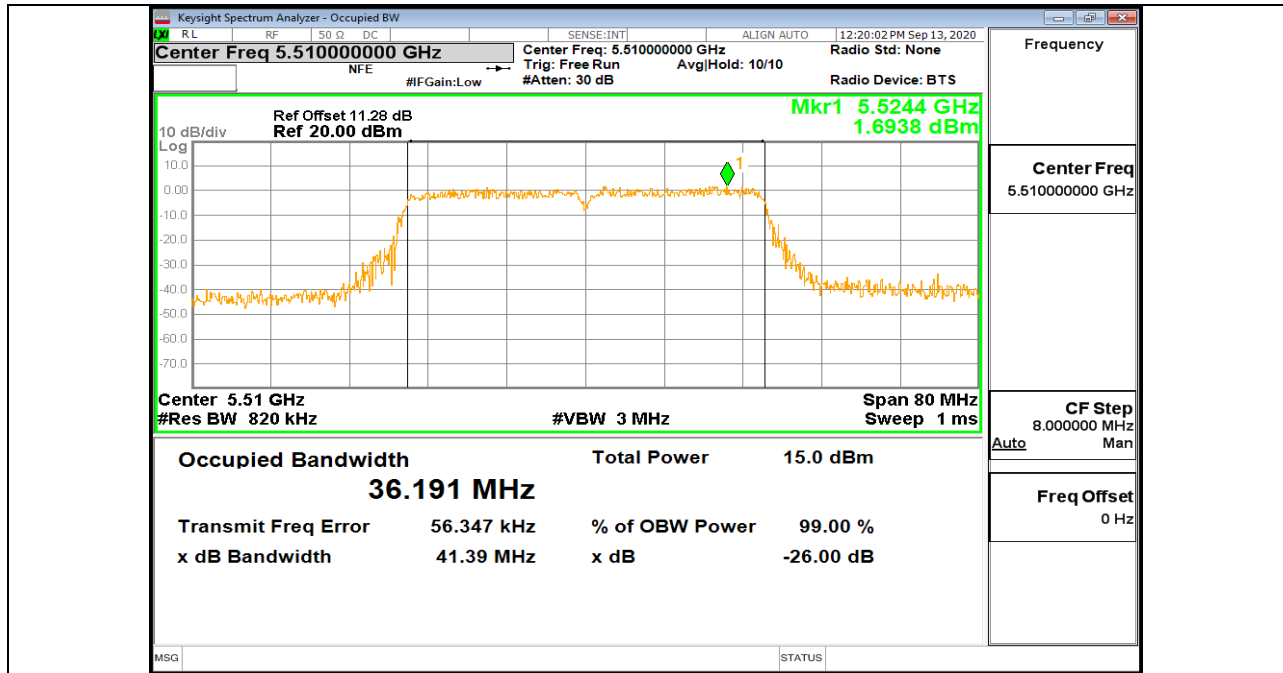 Keysight Spectrum Analyzer - Occupied BW
LXI RL RF 50 Ω DC SENSE:INT ALIGN AUTO 12:20:02 PM Sep 13, 2020
Center Freq 5.510000000 GHz
NFE
#IFGain:Low
Center Freq: 5.510000000 GHz
Trig: Free Run Avg|Hold: 10/10
#Atten: 30 dB
Radio Std: None
Radio Device: BTS
Mkr1 5.5244 GHz
1.6938 dBm
Ref Offset 11.28 dB
10 dB/div Ref 20.00 dBm
Log
10.0
0.00
-10.0
-20.0
-30.0
-40.0
-50.0
-60.0
-70.0
1
Center 5.51 GHz Span 80 MHz
#Res BW 820 kHz #VBW 3 MHz Sweep 1 ms
Occupied Bandwidth Total Power 15.0 dBm
36.191 MHz
Transmit Freq Error 56.347 kHz % of OBW Power 99.00 %
x dB Bandwidth 41.39 MHz x dB -26.00 dB
MSG STATUS
Frequency
Center Freq
5.510000000 GHz
CF Step
8.000000 MHz
Auto Man
Freq Offset
0 Hz